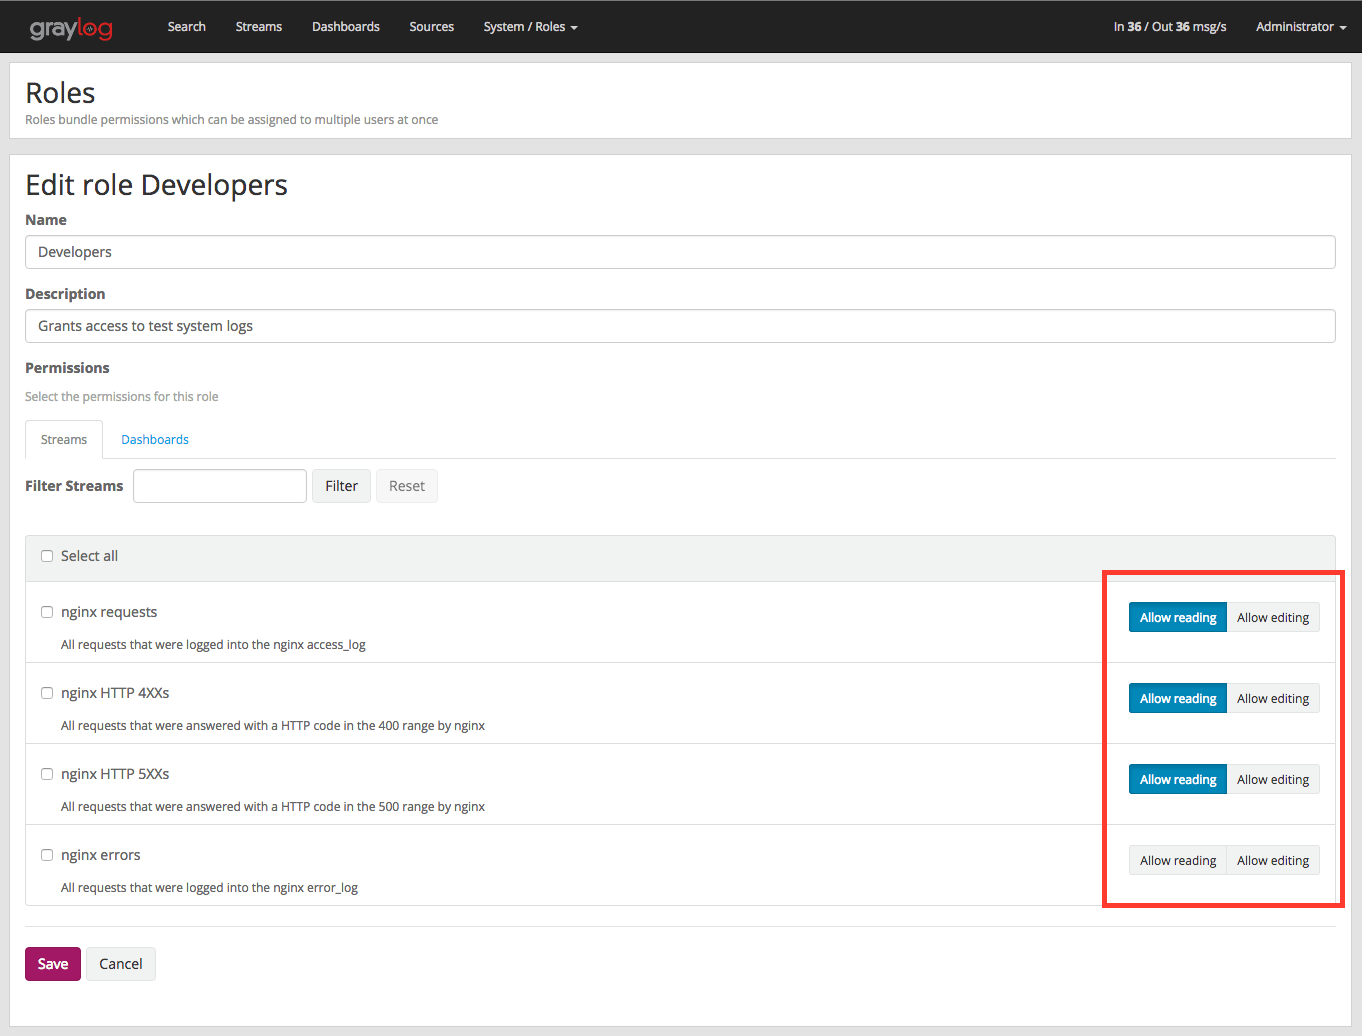 graylog Search Streams Dashboards Sources System / Roles In 36 / Out 36 msg/s Administrator
Roles
Roles bundle permissions which can be assigned to multiple users at once
Edit role Developers
Name
Developers
Description
Grants access to test system logs
Permissions
Select the permissions for this role
Streams Dashboards
Filter Streams Filter Reset
Select all
nginx requests Allow reading Allow editing
All requests that were logged into the nginx access_log
nginx HTTP 4XXs Allow reading Allow editing
All requests that were answered with a HTTP code in the 400 range by nginx
nginx HTTP 5XXs Allow reading Allow editing
All requests that were answered with a HTTP code in the 500 range by nginx
nginx errors Allow reading Allow editing
All requests that were logged into the nginx error_log
Save Cancel